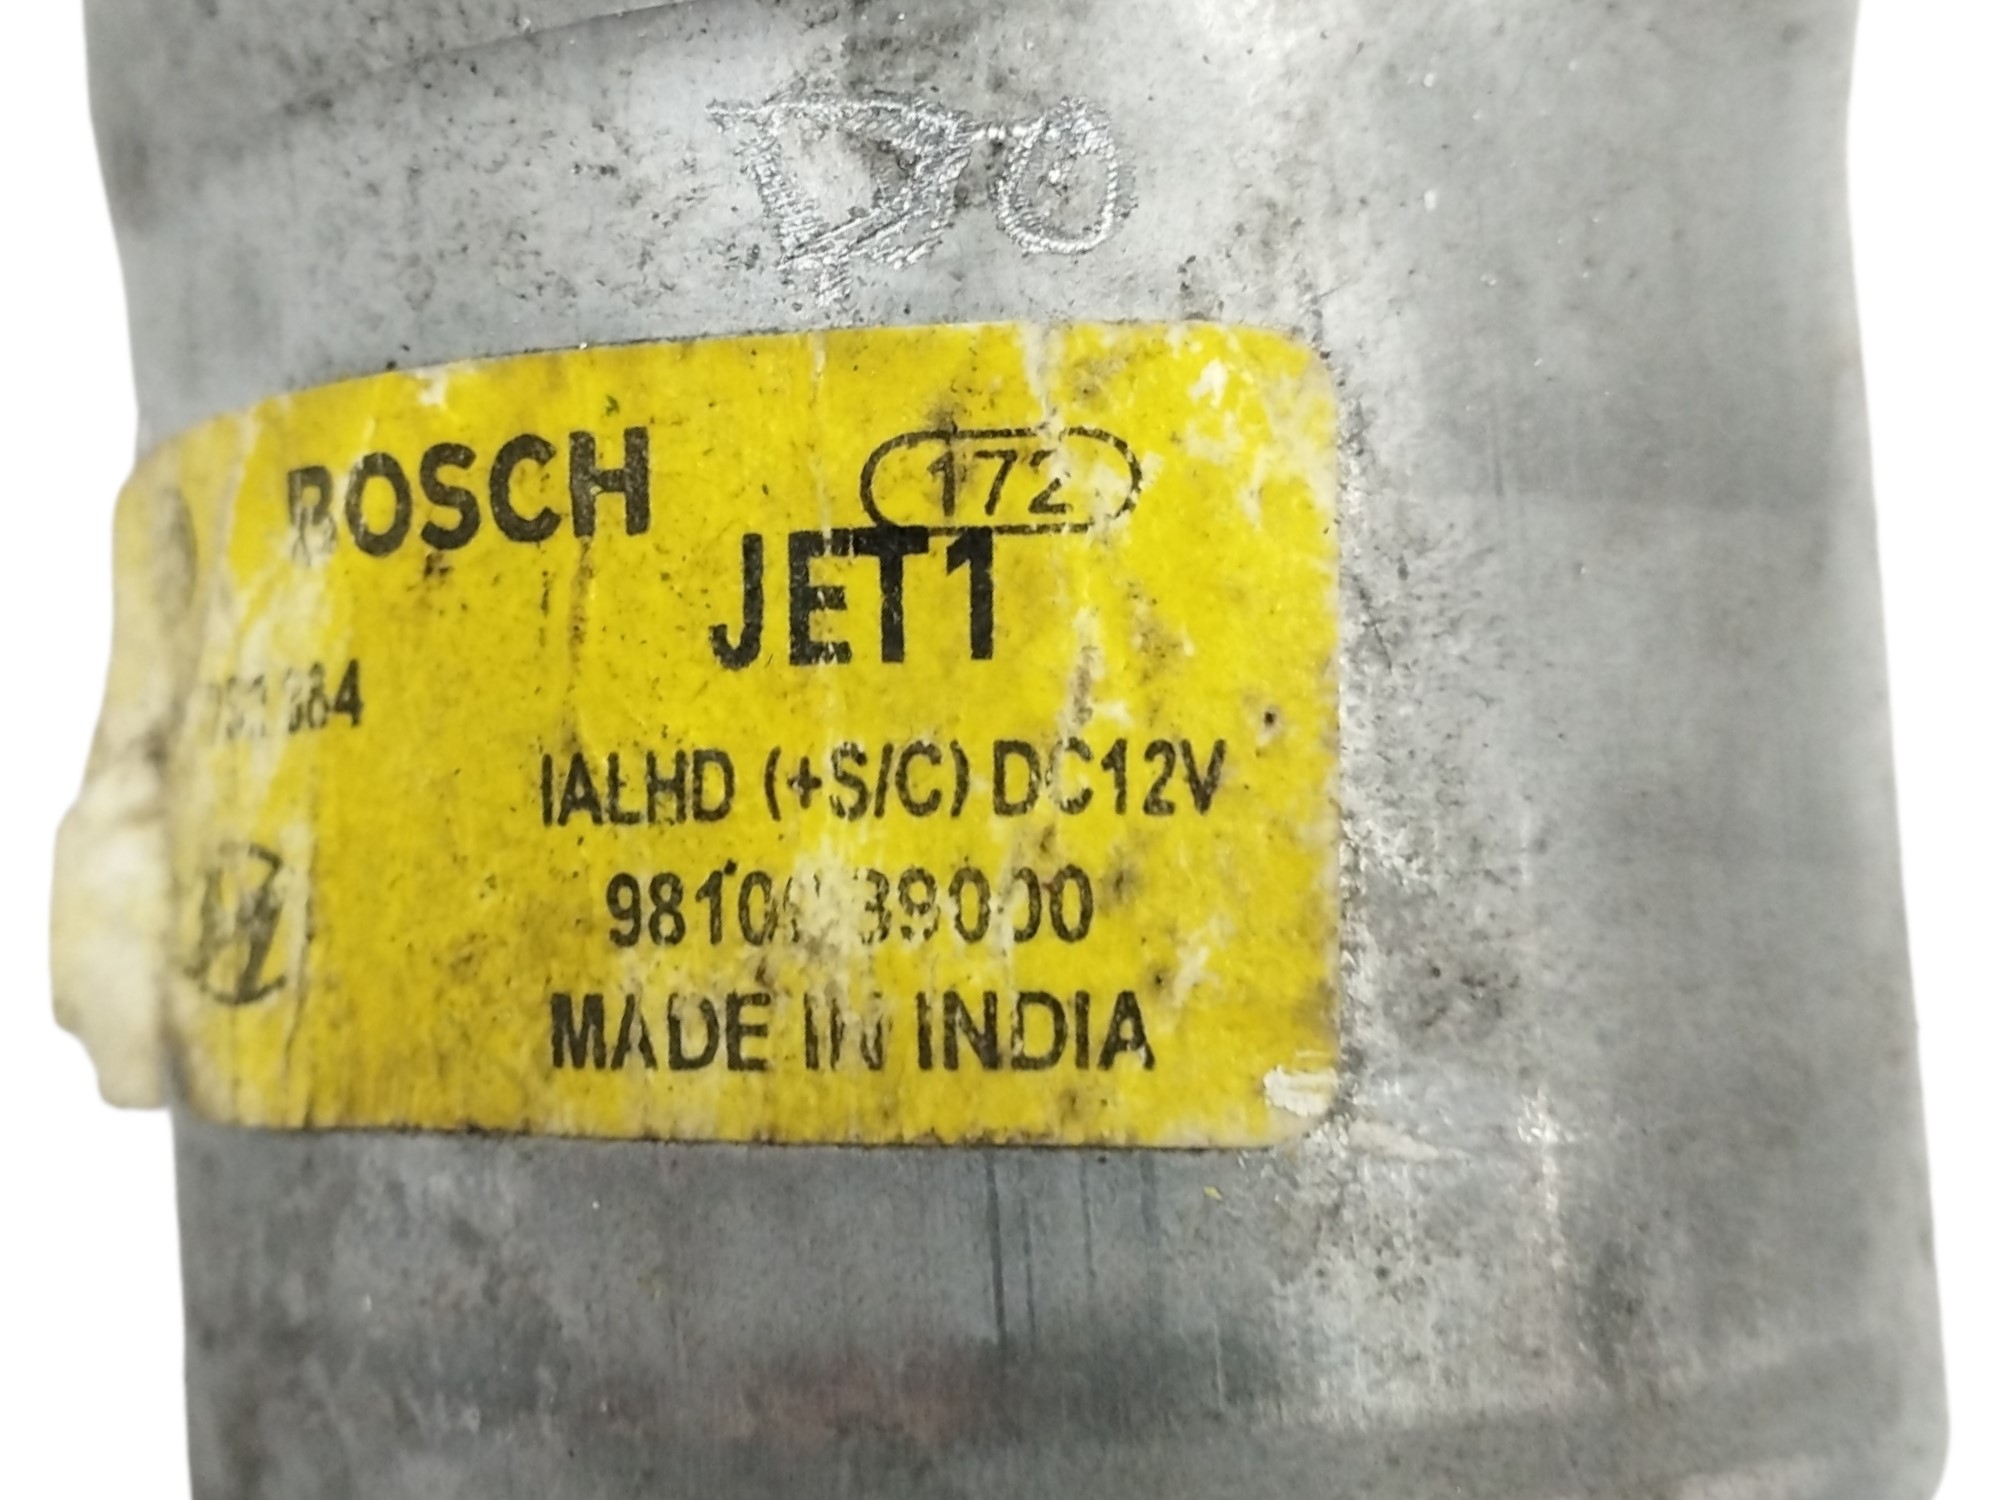 BOSCH
172
JET1
IALHD (+S/C) DC12V
MADE IN INDIA